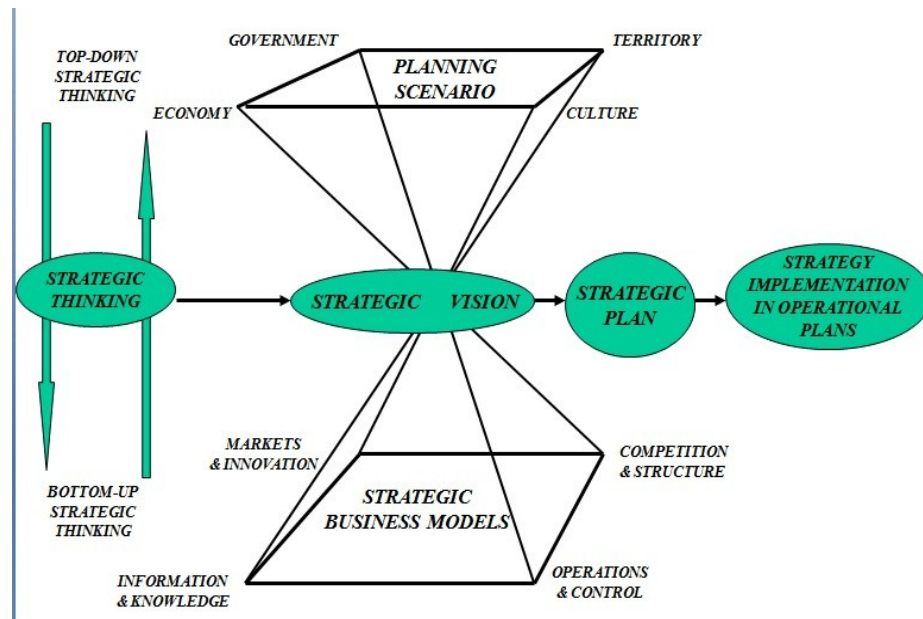 GOVERNMENT
TERRITORY
TOP-DOWN
STRATEGIC
THINKING
PLANNING
SCENARIO
ECONOMY
CULTURE
STRATEGIC
THINKING
STRATEGIC VISION
STRATEGIC
PLAN
STRATEGY
IMPLEMENTATION
IN OPERATIONAL
PLANS
MARKETS
& INNOVATION
COMPETITION
& STRUCTURE
BOTTOM-UP
STRATEGIC
THINKING
STRATEGIC
BUSINESS MODELS
INFORMATION
& KNOWLEDGE
OPERATIONS
& CONTROL